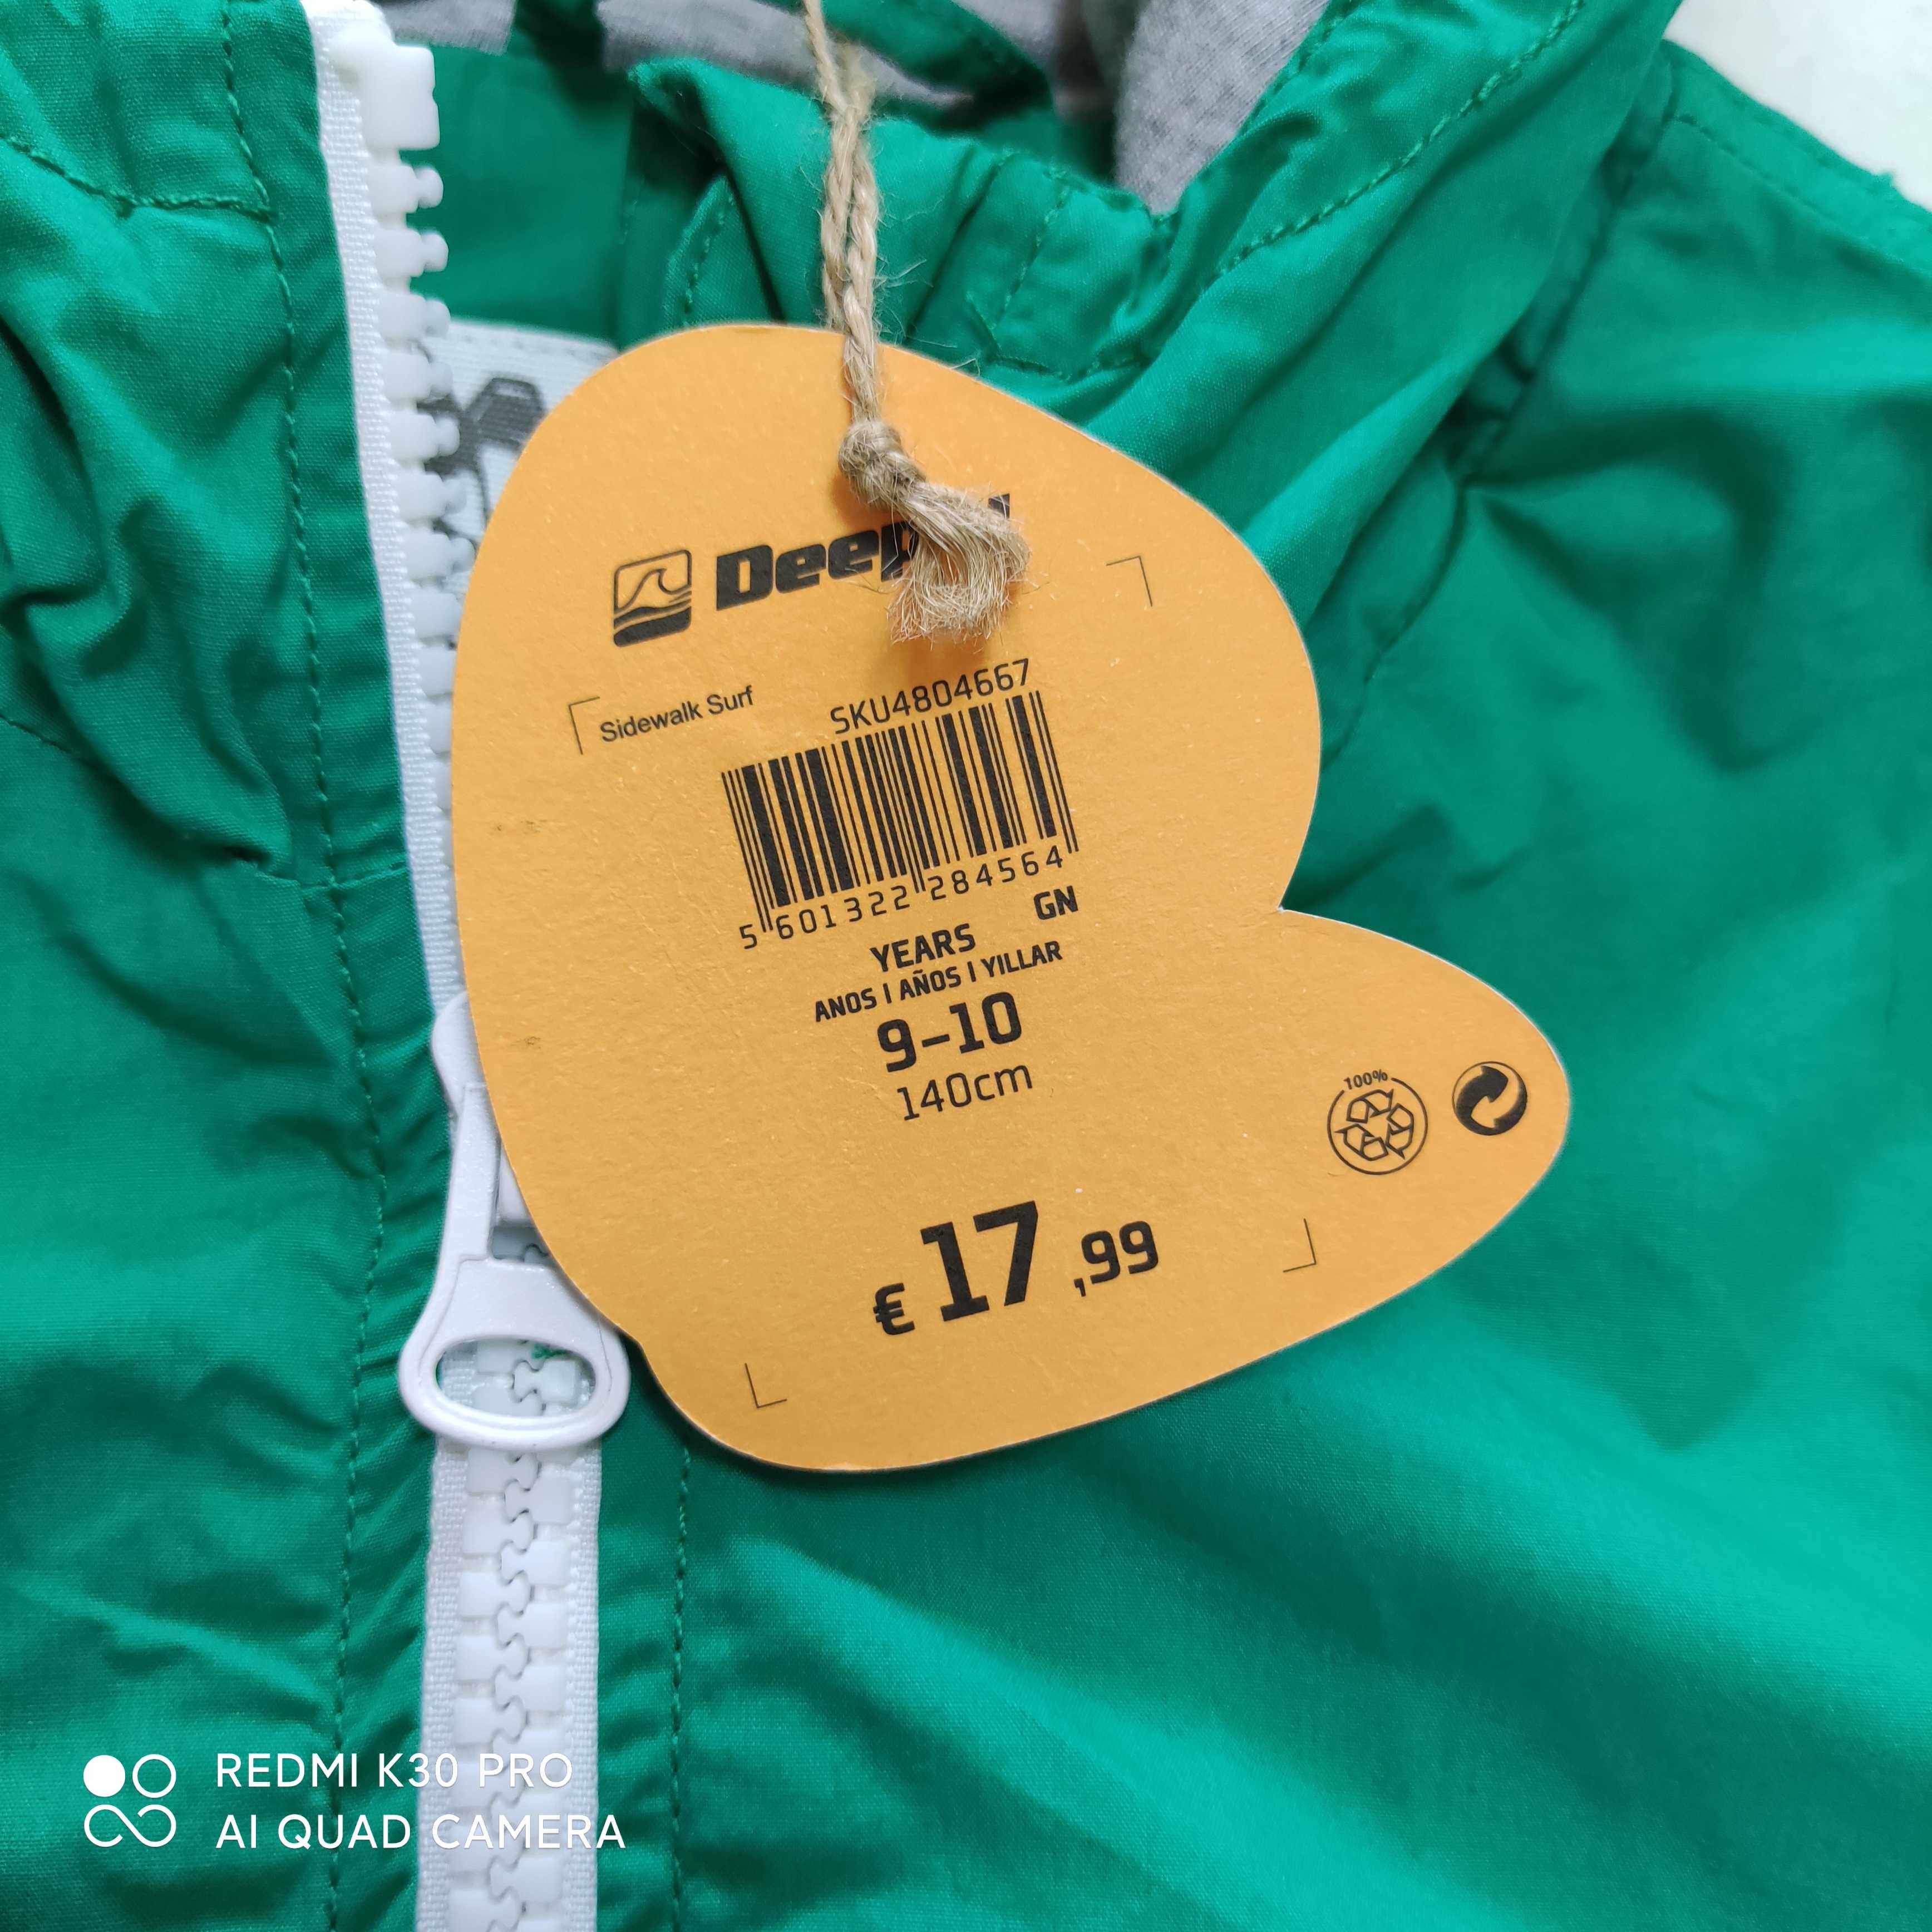 SKU4804667
Sidewalk Surf
5 601322 284564
GN
YEARS
ANOS | AÑOS | YILLAR
9-10
140cm
100%
€ 17,99
REDMI K30 PRO
AI QUAD CAMERA